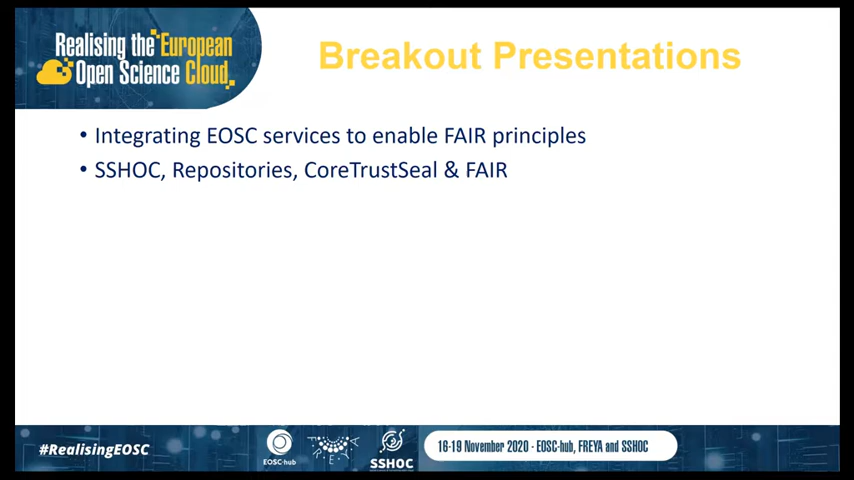 Realising the European
Open Science Cloud
Breakout Presentations
• Integrating EOSC services to enable FAIR principles
• SSHOC, Repositories, CoreTrustSeal & FAIR
#RealisingEOSC
EOSC-hub
FREYA
SSHOC
16-19 November 2020 - EOSC-hub, FREYA and SSHOC